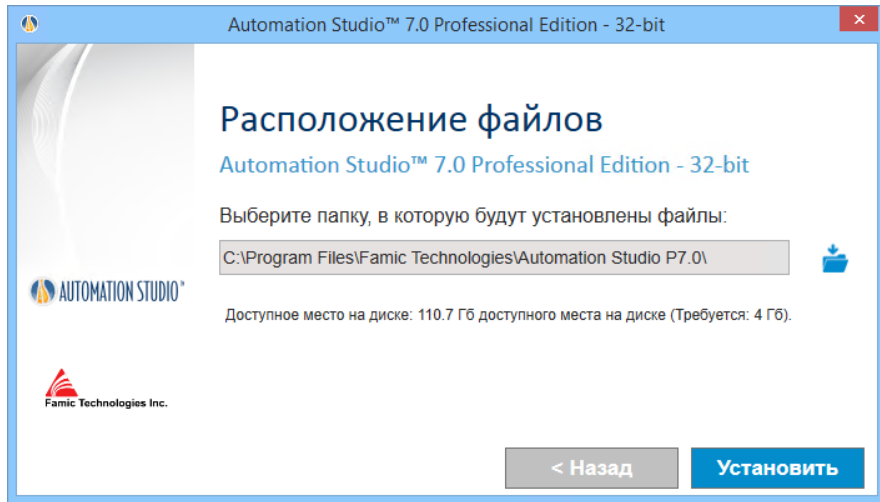 Automation Studio™ 7.0 Professional Edition - 32-bit
Расположение файлов
Automation Studio™ 7.0 Professional Edition - 32-bit
Выберите папку, в которую будут установлены файлы:
C:\Program Files\Famic Technologies\Automation Studio P7.0\
AUTOMATION STUDIO®
Доступное место на диске: 110.7 Гб доступного места на диске (Требуется: 4 Гб).
Famic Technologies Inc.
< Назад
Установить